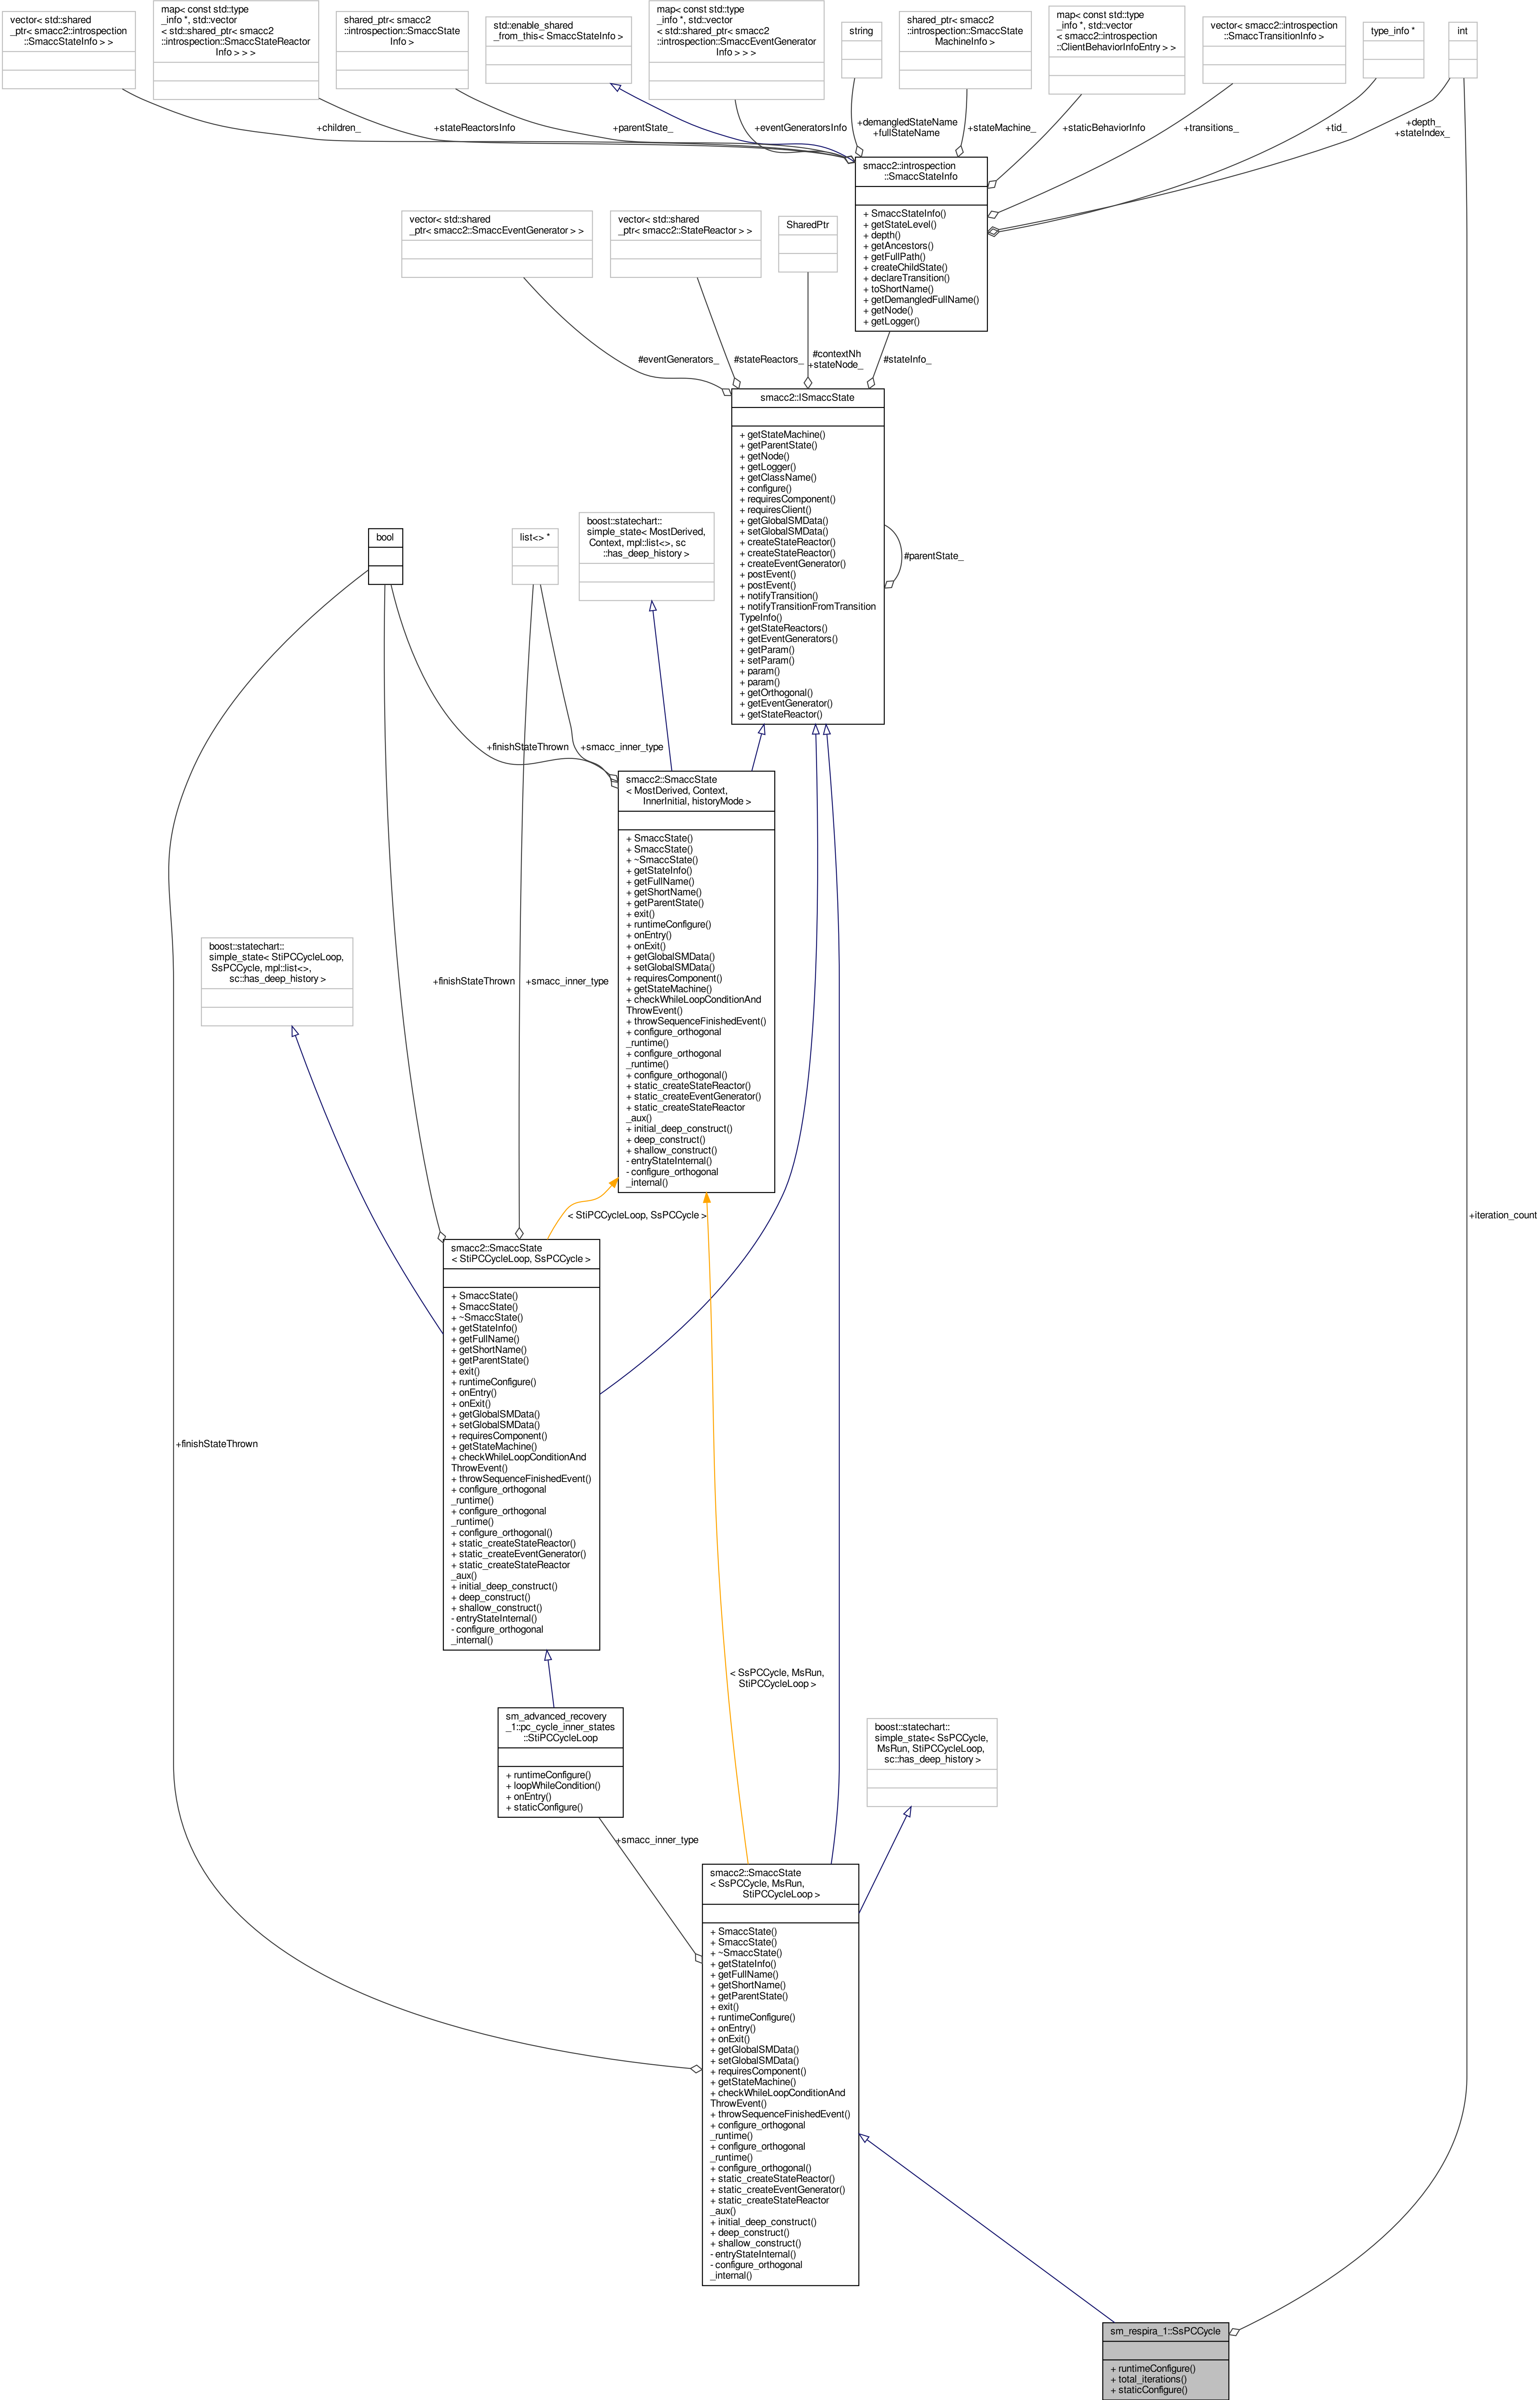 vector< std::shared
_ptr< smacc2::introspection
::SmaccStateInfo > >
map< const std::type
_info *, std::vector
< std::shared_ptr< smacc2
::introspection::SmaccStateReactor
Info > > >
shared_ptr< smacc2
::introspection::SmaccState
Info >
std::enable_shared
_from_this< SmaccStateInfo >
map< const std::type
_info *, std::vector
< std::shared_ptr< smacc2
::introspection::SmaccEventGenerator
Info > > >
string
shared_ptr< smacc2
::introspection::SmaccState
MachineInfo >
map< const std::type
_info *, std::vector
< smacc2::introspection
::ClientBehaviorInfoEntry > >
vector< smacc2::introspection
::SmaccTransitionInfo >
type_info *
int
+children_
+stateReactorsInfo
+parentState_
+eventGeneratorsInfo
+demangledStateName
+fullStateName
+stateMachine_
+staticBehaviorInfo
+transitions_
+tid_
+depth_
+stateIndex_
smacc2::introspection
::SmaccStateInfo
+ SmaccStateInfo()
+ getStateLevel()
+ depth()
+ getAncestors()
+ getFullPath()
+ createChildState()
+ declareTransition()
+ toShortName()
+ getDemangledFullName()
+ getNode()
+ getLogger()
vector< std::shared
_ptr< smacc2::SmaccEventGenerator > >
vector< std::shared
_ptr< smacc2::StateReactor > >
SharedPtr
#eventGenerators_
#stateReactors_
#contextNh
+stateNode_
#stateInfo_
smacc2::ISmaccState
+ getStateMachine()
+ getParentState()
+ getNode()
+ getLogger()
+ getClassName()
+ configure()
+ requiresComponent()
+ requiresClient()
+ getGlobalSMData()
+ setGlobalSMData()
+ createStateReactor()
+ createStateReactor()
+ createEventGenerator()
+ postEvent()
+ postEvent()
+ notifyTransition()
+ notifyTransitionFromTransition
TypeInfo()
+ getStateReactors()
+ getEventGenerators()
+ getParam()
+ setParam()
+ param()
+ param()
+ getOrthogonal()
+ getEventGenerator()
+ getStateReactor()
#parentState_
bool
list<> *
boost::statechart::
simple_state< MostDerived,
Context, mpl::list<>, sc
::has_deep_history >
+finishStateThrown
+smacc_inner_type
smacc2::SmaccState
< MostDerived, Context,
InnerInitial, historyMode >
+ SmaccState()
+ SmaccState()
+ ~SmaccState()
+ getStateInfo()
+ getFullName()
+ getShortName()
+ getParentState()
+ exit()
+ runtimeConfigure()
+ onEntry()
+ onExit()
+ getGlobalSMData()
+ setGlobalSMData()
+ requiresComponent()
+ getStateMachine()
+ checkWhileLoopConditionAnd
ThrowEvent()
+ throwSequenceFinishedEvent()
+ configure_orthogonal
_runtime()
+ configure_orthogonal
_runtime()
+ configure_orthogonal()
+ static_createStateReactor()
+ static_createEventGenerator()
+ static_createStateReactor
_aux()
+ initial_deep_construct()
+ deep_construct()
+ shallow_construct()
- entryStateInternal()
- configure_orthogonal
_internal()
boost::statechart::
simple_state< StiPCCycleLoop,
SsPCCycle, mpl::list<>,
sc::has_deep_history >
+finishStateThrown
+smacc_inner_type
< StiPCCycleLoop, SsPCCycle >
+iteration_count
smacc2::SmaccState
< StiPCCycleLoop, SsPCCycle >
+ SmaccState()
+ SmaccState()
+ ~SmaccState()
+ getStateInfo()
+ getFullName()
+ getShortName()
+ getParentState()
+ exit()
+ runtimeConfigure()
+ onEntry()
+ onExit()
+ getGlobalSMData()
+ setGlobalSMData()
+ requiresComponent()
+ getStateMachine()
+ checkWhileLoopConditionAnd
ThrowEvent()
+ throwSequenceFinishedEvent()
+ configure_orthogonal
_runtime()
+ configure_orthogonal
_runtime()
+ configure_orthogonal()
+ static_createStateReactor()
+ static_createEventGenerator()
+ static_createStateReactor
_aux()
+ initial_deep_construct()
+ deep_construct()
+ shallow_construct()
- entryStateInternal()
- configure_orthogonal
_internal()
+finishStateThrown
< SsPCCycle, MsRun,
StiPCCycleLoop >
sm_advanced_recovery
_1::pc_cycle_inner_states
::StiPCCycleLoop
+ runtimeConfigure()
+ loopWhileCondition()
+ onEntry()
+ staticConfigure()
boost::statechart::
simple_state< SsPCCycle,
MsRun, StiPCCycleLoop,
sc::has_deep_history >
+smacc_inner_type
smacc2::SmaccState
< SsPCCycle, MsRun,
StiPCCycleLoop >
+ SmaccState()
+ SmaccState()
+ ~SmaccState()
+ getStateInfo()
+ getFullName()
+ getShortName()
+ getParentState()
+ exit()
+ runtimeConfigure()
+ onEntry()
+ onExit()
+ getGlobalSMData()
+ setGlobalSMData()
+ requiresComponent()
+ getStateMachine()
+ checkWhileLoopConditionAnd
ThrowEvent()
+ throwSequenceFinishedEvent()
+ configure_orthogonal
_runtime()
+ configure_orthogonal
_runtime()
+ configure_orthogonal()
+ static_createStateReactor()
+ static_createEventGenerator()
+ static_createStateReactor
_aux()
+ initial_deep_construct()
+ deep_construct()
+ shallow_construct()
- entryStateInternal()
- configure_orthogonal
_internal()
sm_respira_1::SsPCCycle
+ runtimeConfigure()
+ total_iterations()
+ staticConfigure()